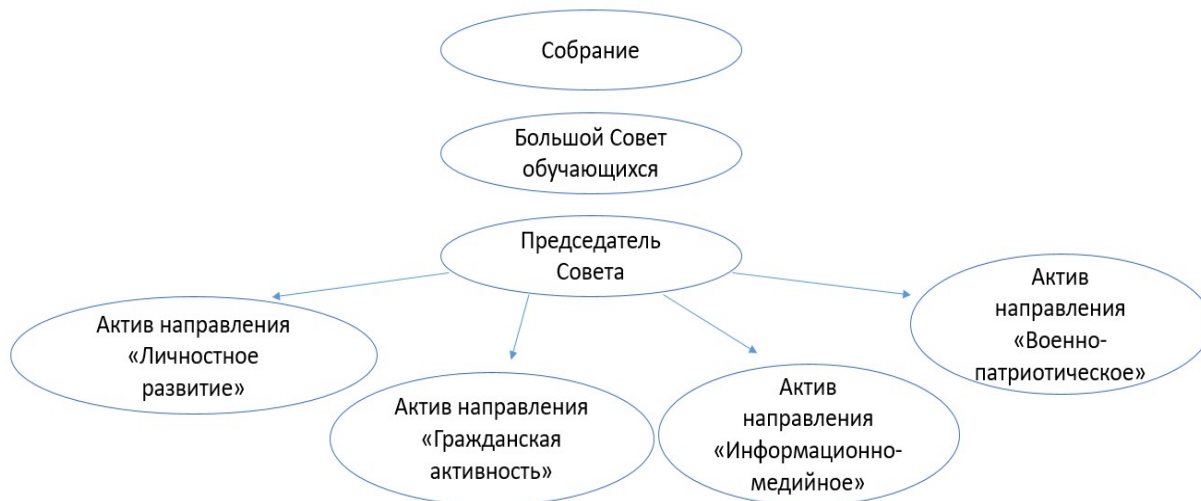 Собрание
Большой Совет
обучающихся
Председатель
Совета
Актив направления
«Личностное
развитие»
Актив направления
«Гражданская
активность»
Актив
направления
«Информационно-
медийное»
Актив
направления
«Военно-
патриотическое»